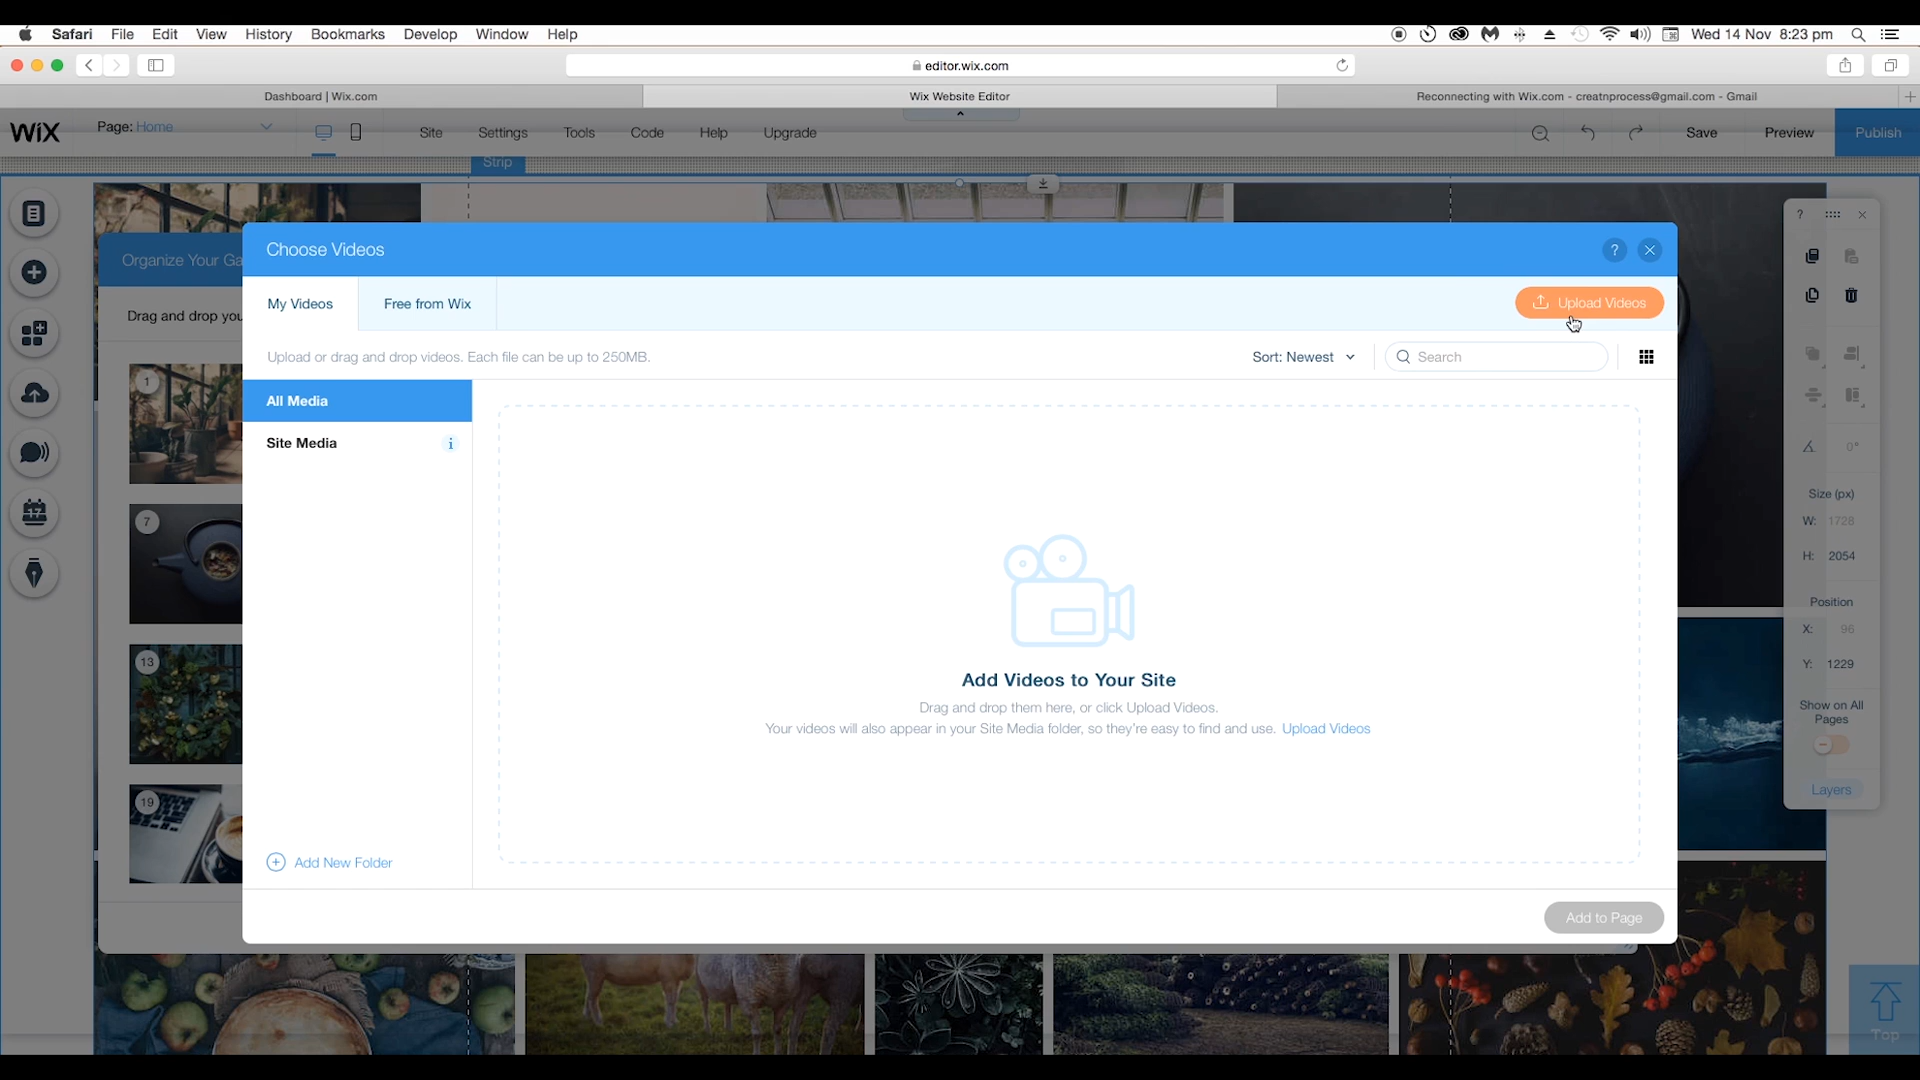 Safari File Edit View History Bookmarks Develop Window Help Wed 14 Nov 8:23 pm
editor.wix.com
Dashboard | Wix.com Wix Website Editor Reconnecting with Wix.com - creatnprocess@gmail.com - Gmail
WiX Page: Home Site Settings Tools Code Help Upgrade Save Preview Publish
Strip
Choose Videos ? ?
Organize Your Ga
My Videos Free from Wix Upload Videos
Drag and drop you
Upload or drag and drop videos. Each file can be up to 250MB. Sort: Newest Search
1
All Media
Site Media i
0°
Size (px)
W: 1728
7
H: 2054
17
Position
X: 96
13
Y: 1229
Add Videos to Your Site
Drag and drop them here, or click Upload Videos.
Show on All
Pages
Your videos will also appear in your Site Media folder, so they're easy to find and use. Upload Videos
Layers
19
Add New Folder
Add to Page
Top